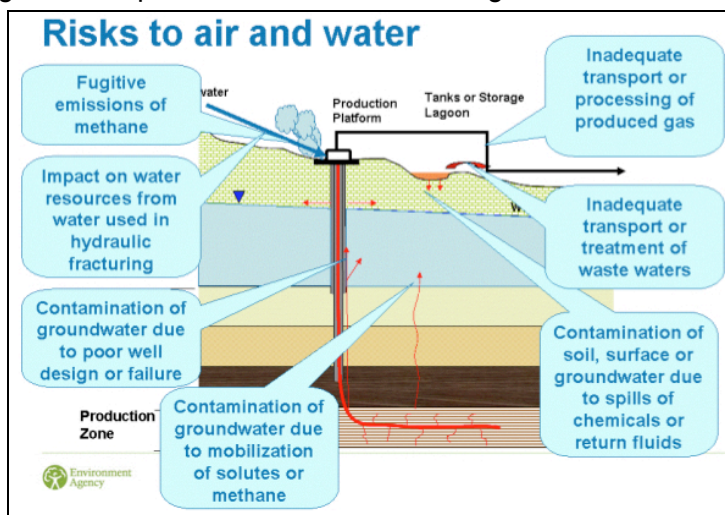 Risks to air and water
Fugitive
emissions of
methane
Impact on water
resources from
water used in
hydraulic
fracturing
Contamination of
groundwater due
to poor well
design or failure
Contamination of
groundwater due
to mobilization
of solutes or
methane
Production
Platform
Tanks or Storage
Lagoon
Inadequate
transport or
processing of
produced gas
Inadequate
transport or
treatment of
waste waters
Contamination of
soil, surface or
groundwater due
to spills of
chemicals or
return fluids
Production
Zone
Environment
Agency